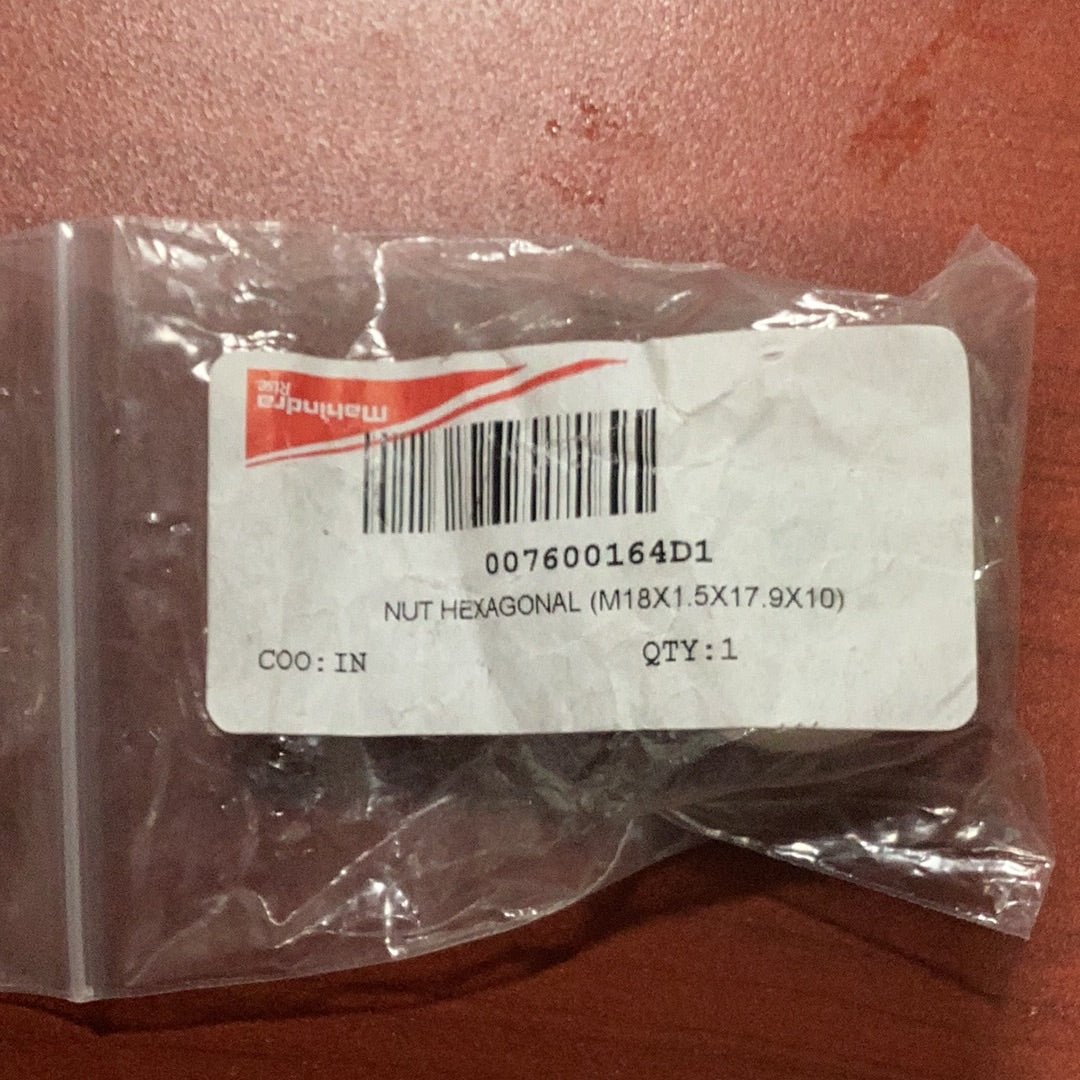 mahindra
Rise.
007600164D1
NUT HEXAGONAL (M18X1.5X17.9X10)
COO: IN
QTY:1